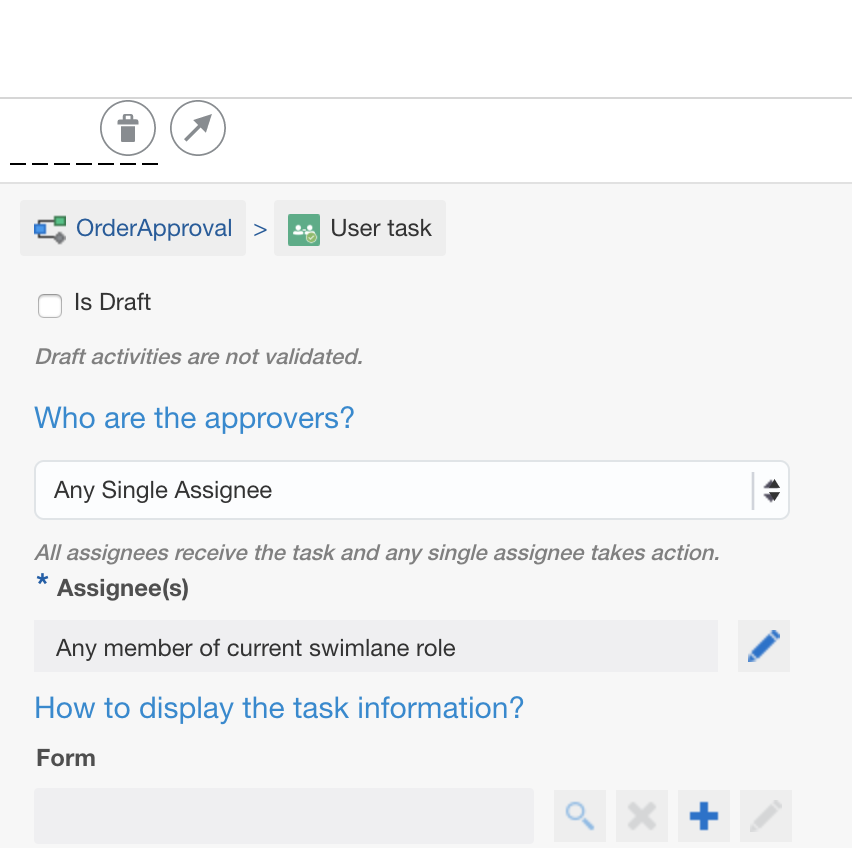 OrderApproval > User task
Is Draft
Draft activities are not validated.
Who are the approvers?
Any Single Assignee
All assignees receive the task and any single assignee takes action.
* Assignee(s)
Any member of current swimlane role
How to display the task information?
Form